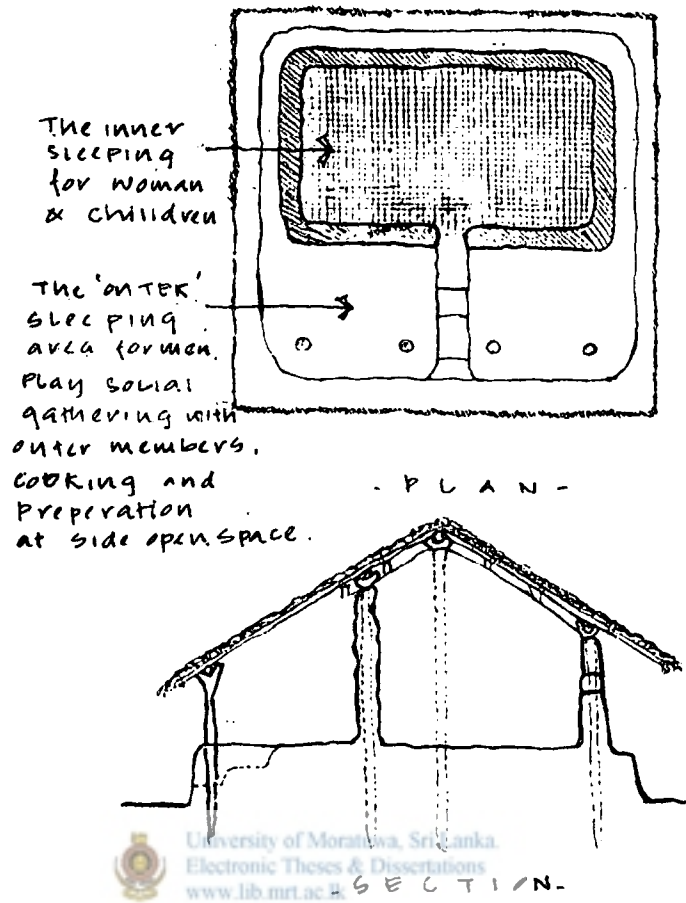 The inner
sleeping
for woman
& chilldren
The 'ONTEK'
sleeping
area for men.
Play social
gathering with
outer members.
Cooking and
preperation
at side open space.
- PLAN -
University of Moratuwa, Sri Lanka.
Electronic Theses & Dissertations
www.lib.mrt.ac.lk
- SECTION -